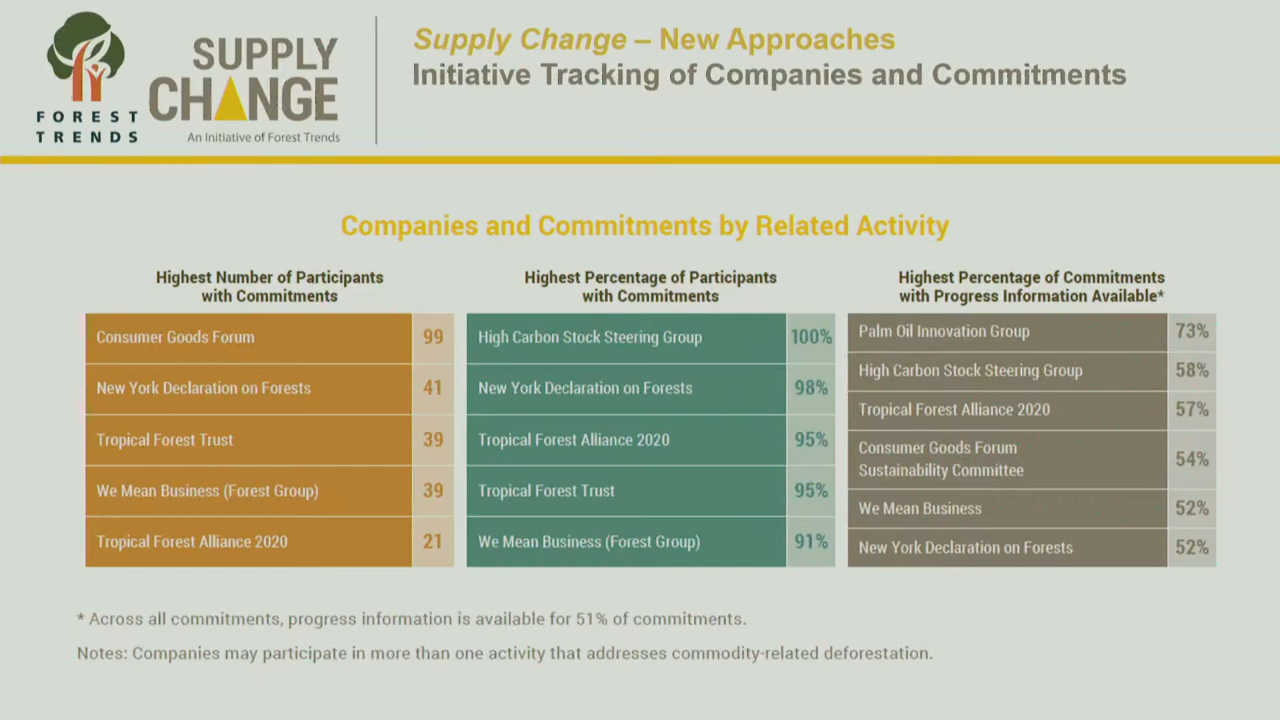 FOREST
TRENDS
SUPPLY
CHANGE
An Initiative of Forest Trends
Supply Change – New Approaches
Initiative Tracking of Companies and Commitments
Companies and Commitments by Related Activity
Highest Number of Participants
with Commitments
Consumer Goods Forum 99
New York Declaration on Forests 41
Tropical Forest Trust 39
We Mean Business (Forest Group) 39
Tropical Forest Alliance 2020 21
Highest Percentage of Participants
with Commitments
High Carbon Stock Steering Group 100%
New York Declaration on Forests 98%
Tropical Forest Alliance 2020 95%
Tropical Forest Trust 95%
We Mean Business (Forest Group) 91%
Highest Percentage of Commitments
with Progress Information Available*
Palm Oil Innovation Group 73%
High Carbon Stock Steering Group 58%
Tropical Forest Alliance 2020 57%
Consumer Goods Forum
Sustainability Committee 54%
We Mean Business 52%
New York Declaration on Forests 52%
* Across all commitments, progress information is available for 51% of commitments.
Notes: Companies may participate in more than one activity that addresses commodity-related deforestation.